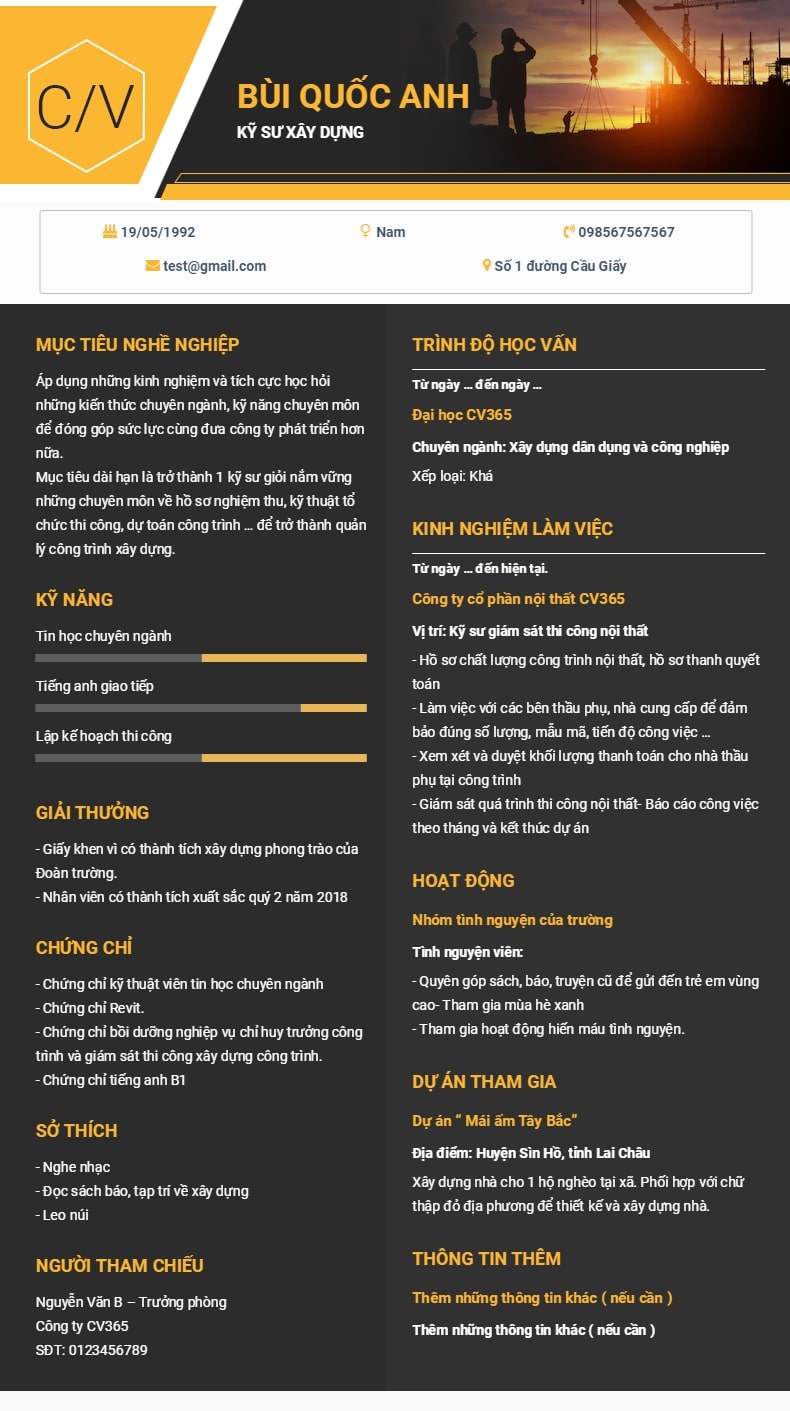 C/V
BÙI QUỐC ANH
KỸ SƯ XÂY DỰNG
19/05/1992
Nam
098567567567
test@gmail.com
Số 1 đường Cầu Giấy
MỤC TIÊU NGHỀ NGHIỆP
Áp dụng những kinh nghiệm và tích cực học hỏi
những kiến thức chuyên ngành, kỹ năng chuyên môn
để đóng góp sức lực cùng đưa công ty phát triển hơn
nữa.
Mục tiêu dài hạn là trở thành 1 kỹ sư giỏi nắm vững
những chuyên môn về hồ sơ nghiệm thu, kỹ thuật tổ
chức thi công, dự toán công trình ... để trở thành quản
lý công trình xây dựng.
KỸ NĂNG
Tin học chuyên ngành
Tiếng anh giao tiếp
Lập kế hoạch thi công
GIẢI THƯỞNG
- Giấy khen vì có thành tích xây dựng phong trào của
Đoàn trường.
- Nhân viên có thành tích xuất sắc quý 2 năm 2018
CHỨNG CHỈ
- Chứng chỉ kỹ thuật viên tin học chuyên ngành
- Chứng chỉ Revit.
- Chứng chỉ bồi dưỡng nghiệp vụ chỉ huy trưởng công
trình và giám sát thi công xây dựng công trình.
- Chứng chỉ tiếng anh B1
SỞ THÍCH
- Nghe nhạc
- Đọc sách báo, tạp trí về xây dựng
- Leo núi
NGƯỜI THAM CHIẾU
Nguyễn Văn B – Trưởng phòng
Công ty CV365
SĐT: 0123456789
TRÌNH ĐỘ HỌC VẤN
Từ ngày ... đến ngày ...
Đại học CV365
Chuyên ngành: Xây dựng dân dụng và công nghiệp
Xếp loại: Khá
KINH NGHIỆM LÀM VIỆC
Từ ngày ... đến hiện tại.
Công ty cổ phần nội thất CV365
Vị trí: Kỹ sư giám sát thi công nội thất
- Hồ sơ chất lượng công trình nội thất, hồ sơ thanh quyết
toán
- Làm việc với các bên thầu phụ, nhà cung cấp để đảm
bảo đúng số lượng, mẫu mã, tiến độ công việc ...
- Xem xét và duyệt khối lượng thanh toán cho nhà thầu
phụ tại công trình
- Giám sát quá trình thi công nội thất- Báo cáo công việc
theo tháng và kết thúc dự án
HOẠT ĐỘNG
Nhóm tình nguyện của trường
Tình nguyện viên:
- Quyên góp sách, báo, truyện cũ để gửi đến trẻ em vùng
cao- Tham gia mùa hè xanh
- Tham gia hoạt động hiến máu tình nguyện.
DỰ ÁN THAM GIA
Dự án “ Mái ấm Tây Bắc”
Địa điểm: Huyện Sìn Hồ, tỉnh Lai Châu
Xây dựng nhà cho 1 hộ nghèo tại xã. Phối hợp với chữ
thập đỏ địa phương để thiết kế và xây dựng nhà.
THÔNG TIN THÊM
Thêm những thông tin khác ( nếu cần )
Thêm những thông tin khác ( nếu cần )